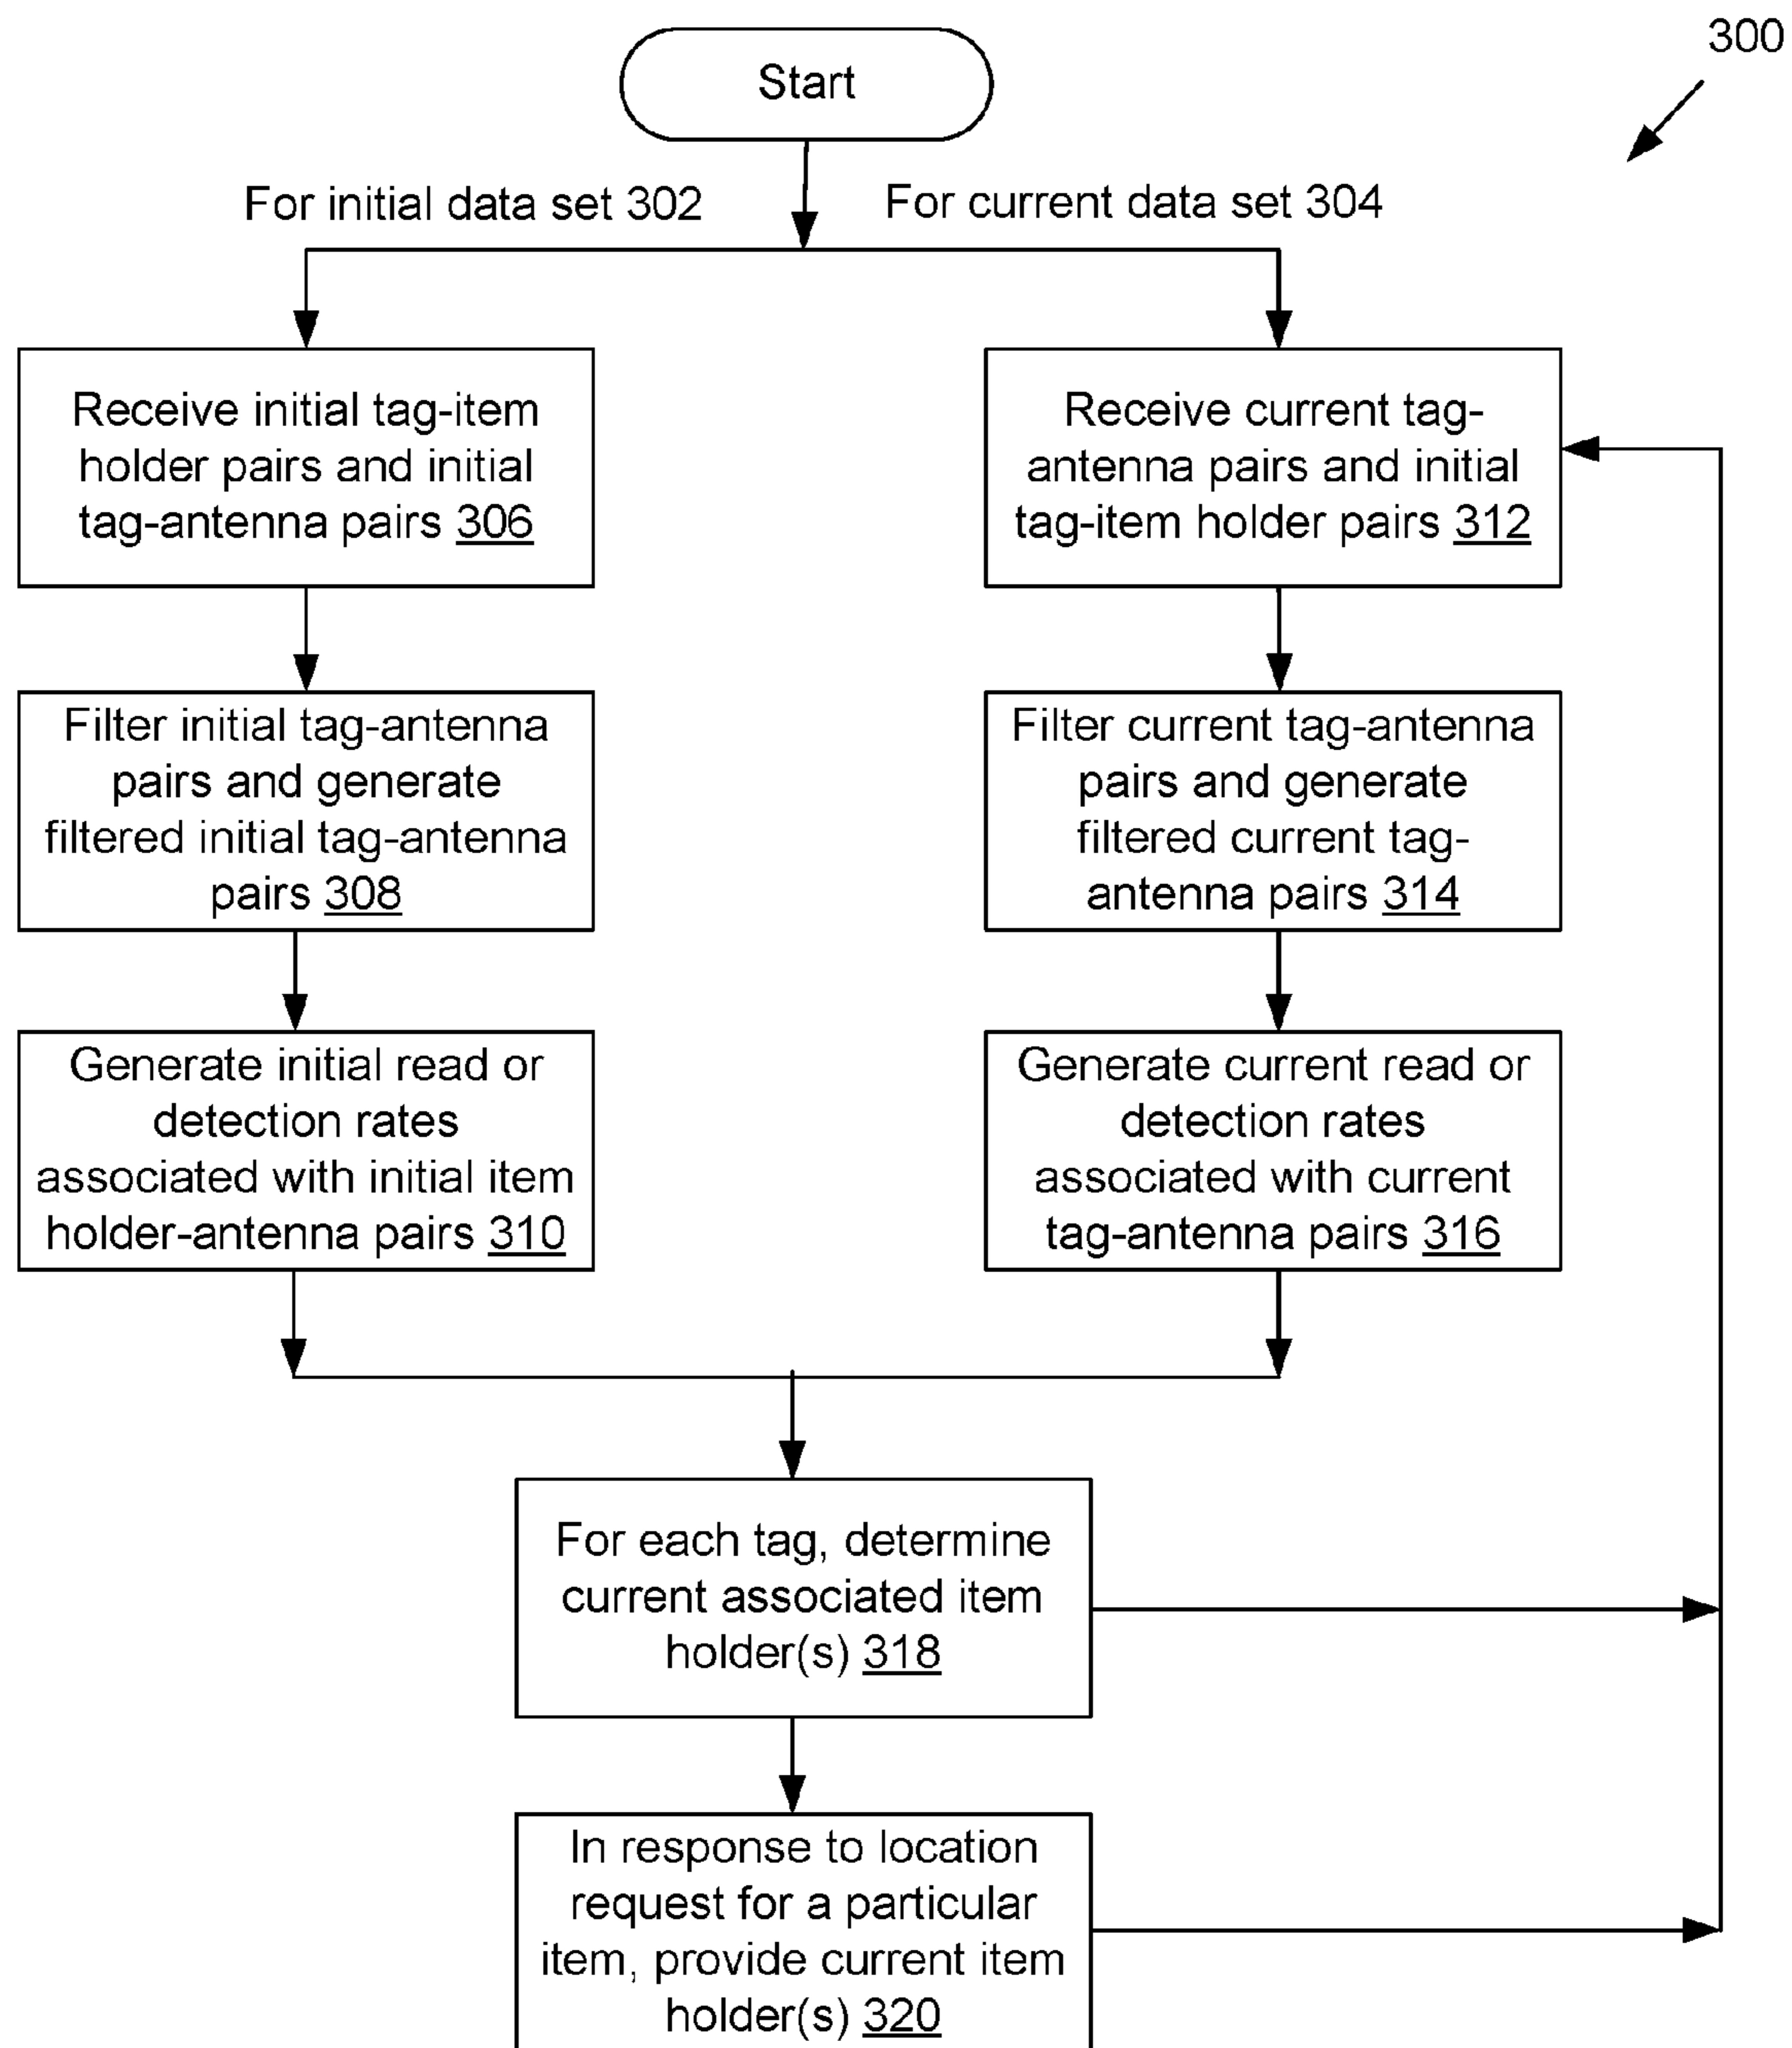 300
Start
For initial data set 302
For current data set 304
Receive initial tag-item
holder pairs and initial
tag-antenna pairs 306
Receive current tag-
antenna pairs and initial
tag-item holder pairs 312
Filter initial tag-antenna
pairs and generate
filtered initial tag-antenna
pairs 308
Filter current tag-antenna
pairs and generate
filtered current tag-
antenna pairs 314
Generate initial read or
detection rates
associated with initial item
holder-antenna pairs 310
Generate current read or
detection rates
associated with current
tag-antenna pairs 316
For each tag, determine
current associated item
holder(s) 318
In response to location
request for a particular
item, provide current item
holder(s) 320